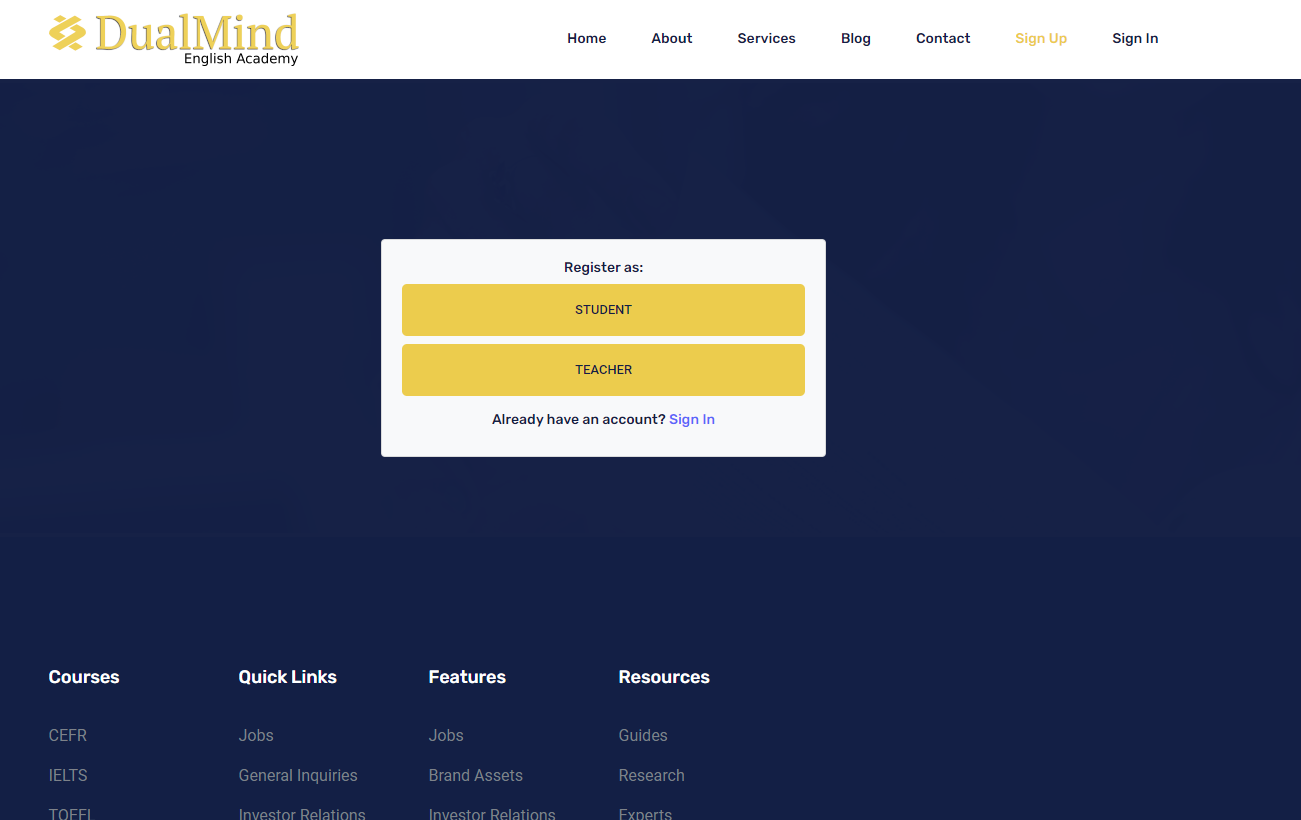 DualMind
English Academy
Home About Services Blog Contact Sign Up Sign In
Register as:
STUDENT
TEACHER
Already have an account? Sign In
Courses Quick Links Features Resources
CEFR Jobs Jobs Guides
IELTS General Inquiries Brand Assets Research
TOEFL Investor Relations Investor Relations Experts